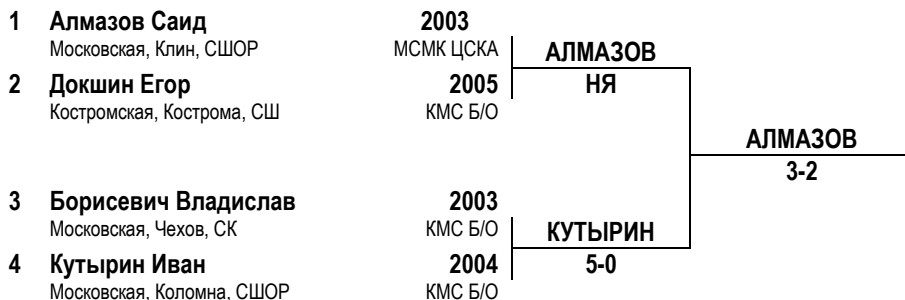 1 Алмазов Саид 2003
Московская, Клин, СШОР МСМК ЦСКА
АЛМАЗОВ
2 Докшин Егор 2005 НЯ
Костромская, Кострома, СШ КМС Б/О
АЛМАЗОВ
3-2
3 Борисевич Владислав 2003
Московская, Чехов, СК КМС Б/О
КУТЫРИН
4 Кутырин Иван 2004 5-0
Московская, Коломна, СШОР КМС Б/О